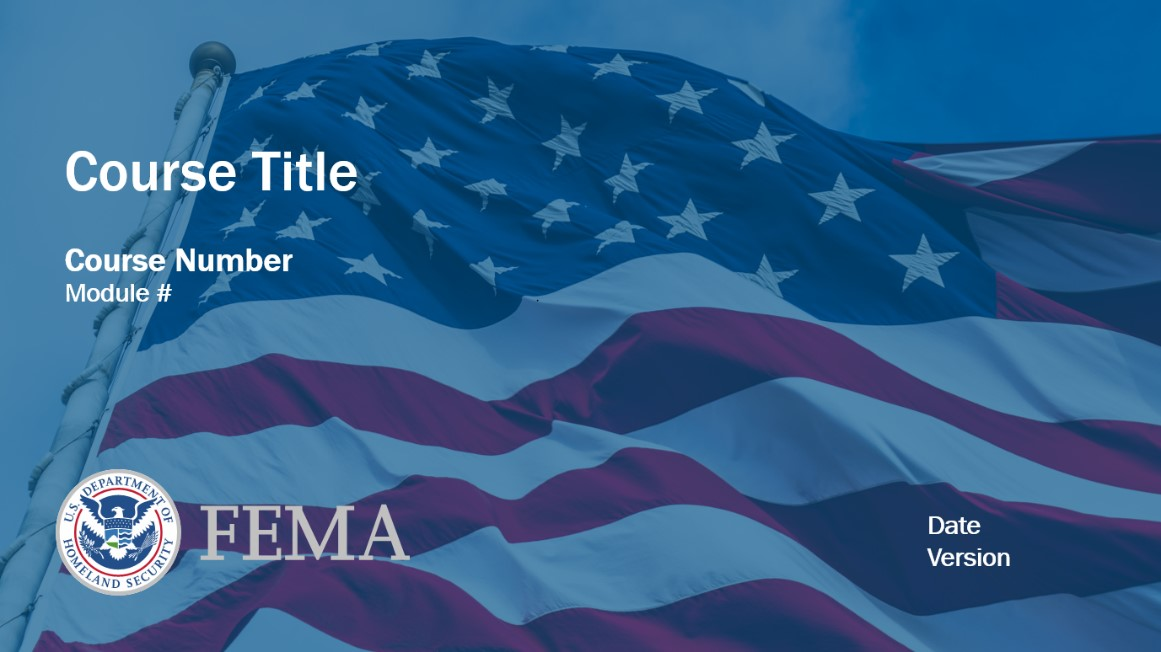 Course Title
Course Number
Module #
U.S. DEPARTMENT OF
HOMELAND SECURITY
FEMA
Date
Version